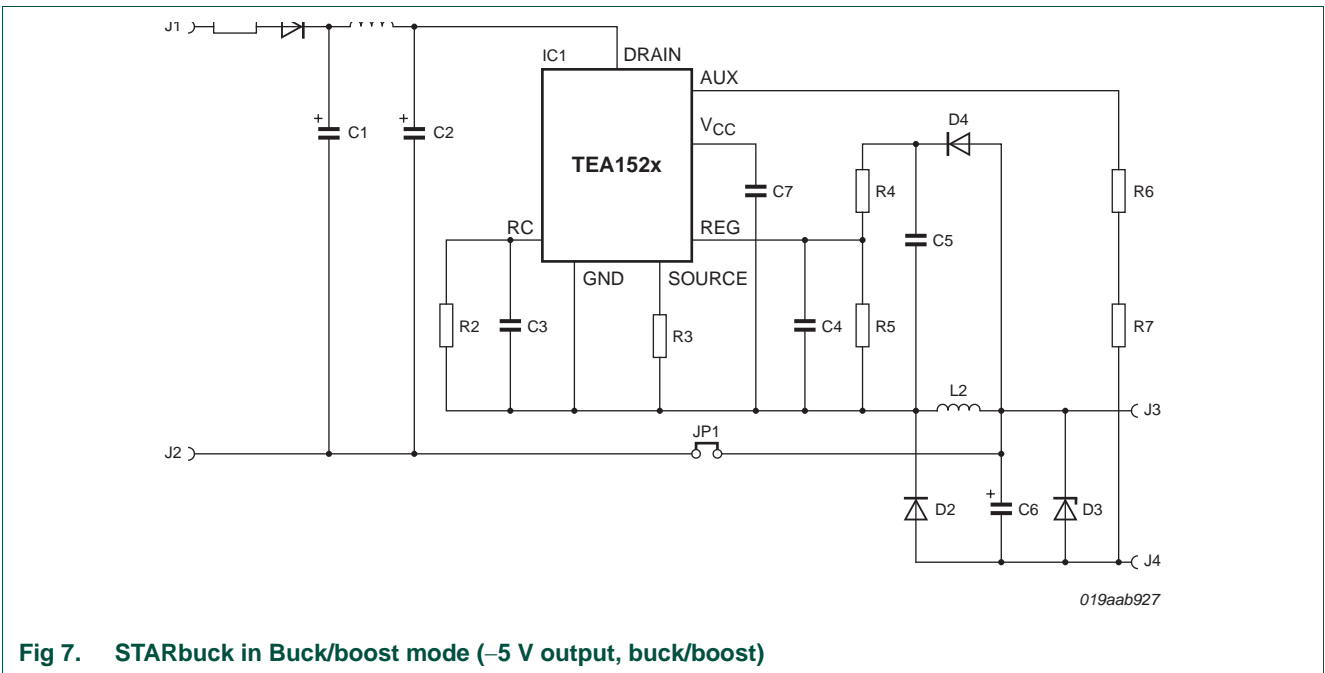 J1
IC1 DRAIN
AUX
D4
VCC
C1 C2
TEA152x
R4 C7 R6
RC REG
C5
GND SOURCE
R2 C3 R3 C4 R5 R7
L2
J3
JP1
J2
D2 C6 D3
J4
019aab927
Fig 7. STARbuck in Buck/boost mode (−5 V output, buck/boost)